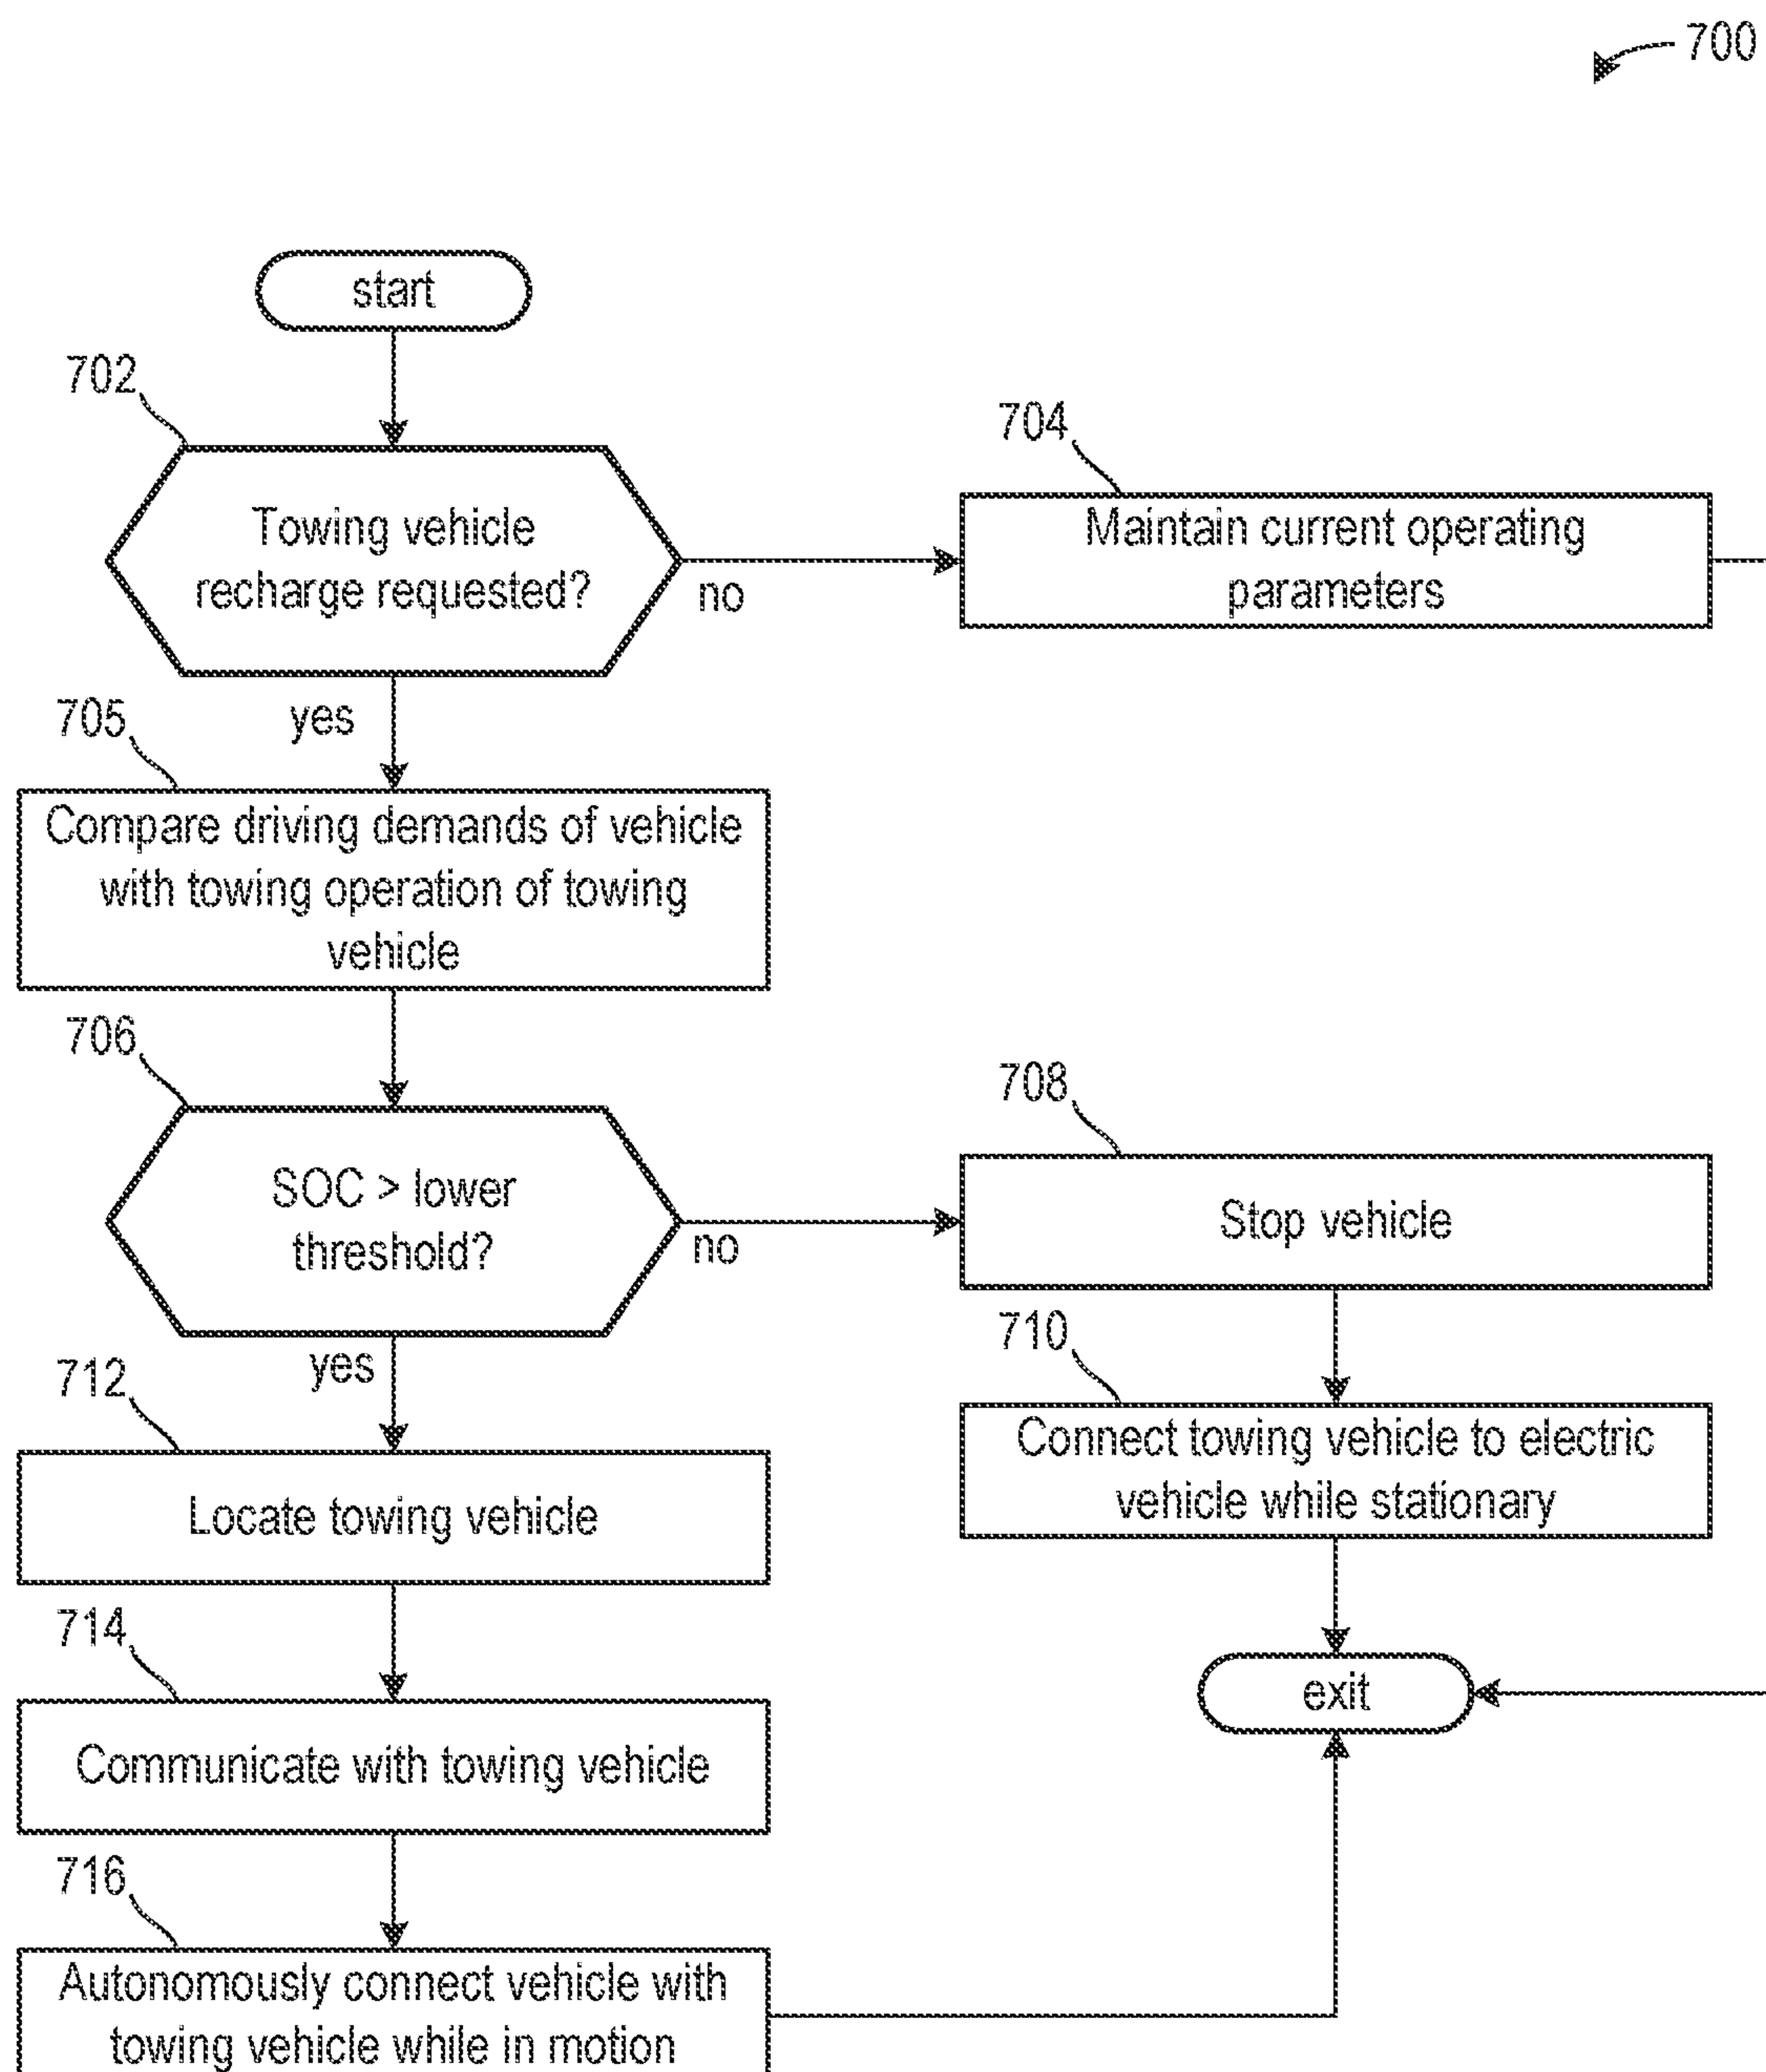 700
start
702
Towing vehicle
recharge requested?
no
704
Maintain current operating
parameters
yes
705
Compare driving demands of vehicle
with towing operation of towing
vehicle
706
SOC > lower
threshold?
no
708
Stop vehicle
yes
710
Connect towing vehicle to electric
vehicle while stationary
712
Locate towing vehicle
714
Communicate with towing vehicle
exit
716
Autonomously connect vehicle with
towing vehicle while in motion